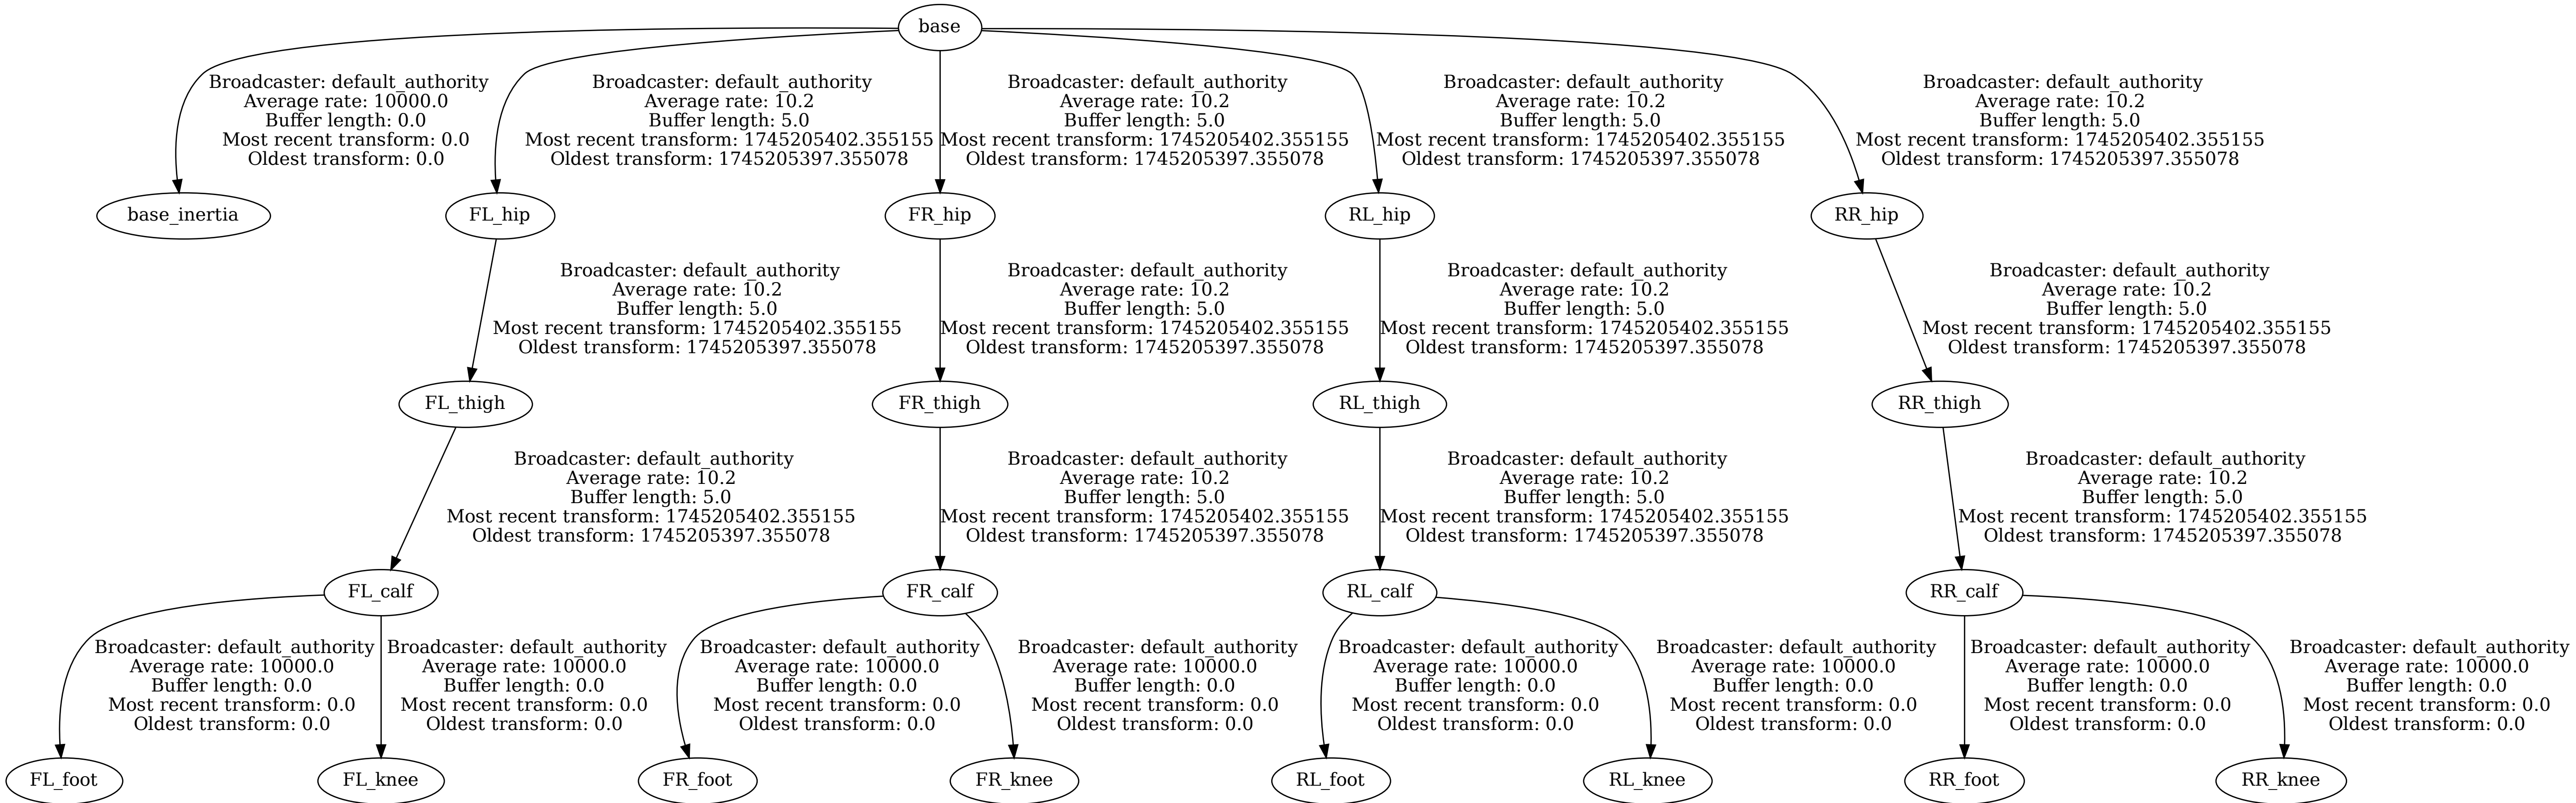 base
Broadcaster: default_authority
Average rate: 10000.0
Buffer length: 0.0
Most recent transform: 0.0
Oldest transform: 0.0
Broadcaster: default_authority
Average rate: 10.2
Buffer length: 5.0
Most recent transform: 1745205402.355155
Oldest transform: 1745205397.355078
Broadcaster: default_authority
Average rate: 10.2
Buffer length: 5.0
Most recent transform: 1745205402.355155
Oldest transform: 1745205397.355078
Broadcaster: default_authority
Average rate: 10.2
Buffer length: 5.0
Most recent transform: 1745205402.355155
Oldest transform: 1745205397.355078
Broadcaster: default_authority
Average rate: 10.2
Buffer length: 5.0
Most recent transform: 1745205402.355155
Oldest transform: 1745205397.355078
base_inertia
FL_hip
FR_hip
RL_hip
RR_hip
Broadcaster: default_authority
Average rate: 10.2
Buffer length: 5.0
Most recent transform: 1745205402.355155
Oldest transform: 1745205397.355078
Broadcaster: default_authority
Average rate: 10.2
Buffer length: 5.0
Most recent transform: 1745205402.355155
Oldest transform: 1745205397.355078
Broadcaster: default_authority
Average rate: 10.2
Buffer length: 5.0
Most recent transform: 1745205402.355155
Oldest transform: 1745205397.355078
Broadcaster: default_authority
Average rate: 10.2
Buffer length: 5.0
Most recent transform: 1745205402.355155
Oldest transform: 1745205397.355078
FL_thigh
FR_thigh
RL_thigh
RR_thigh
Broadcaster: default_authority
Average rate: 10.2
Buffer length: 5.0
Most recent transform: 1745205402.355155
Oldest transform: 1745205397.355078
Broadcaster: default_authority
Average rate: 10.2
Buffer length: 5.0
Most recent transform: 1745205402.355155
Oldest transform: 1745205397.355078
Broadcaster: default_authority
Average rate: 10.2
Buffer length: 5.0
Most recent transform: 1745205402.355155
Oldest transform: 1745205397.355078
Broadcaster: default_authority
Average rate: 10.2
Buffer length: 5.0
Most recent transform: 1745205402.355155
Oldest transform: 1745205397.355078
FL_calf
FR_calf
RL_calf
RR_calf
Broadcaster: default_authority
Average rate: 10000.0
Buffer length: 0.0
Most recent transform: 0.0
Oldest transform: 0.0
Broadcaster: default_authority
Average rate: 10000.0
Buffer length: 0.0
Most recent transform: 0.0
Oldest transform: 0.0
Broadcaster: default_authority
Average rate: 10000.0
Buffer length: 0.0
Most recent transform: 0.0
Oldest transform: 0.0
Broadcaster: default_authority
Average rate: 10000.0
Buffer length: 0.0
Most recent transform: 0.0
Oldest transform: 0.0
Broadcaster: default_authority
Average rate: 10000.0
Buffer length: 0.0
Most recent transform: 0.0
Oldest transform: 0.0
Broadcaster: default_authority
Average rate: 10000.0
Buffer length: 0.0
Most recent transform: 0.0
Oldest transform: 0.0
Broadcaster: default_authority
Average rate: 10000.0
Buffer length: 0.0
Most recent transform: 0.0
Oldest transform: 0.0
Broadcaster: default_authority
Average rate: 10000.0
Buffer length: 0.0
Most recent transform: 0.0
Oldest transform: 0.0
FL_foot
FL_knee
FR_foot
FR_knee
RL_foot
RL_knee
RR_foot
RR_knee